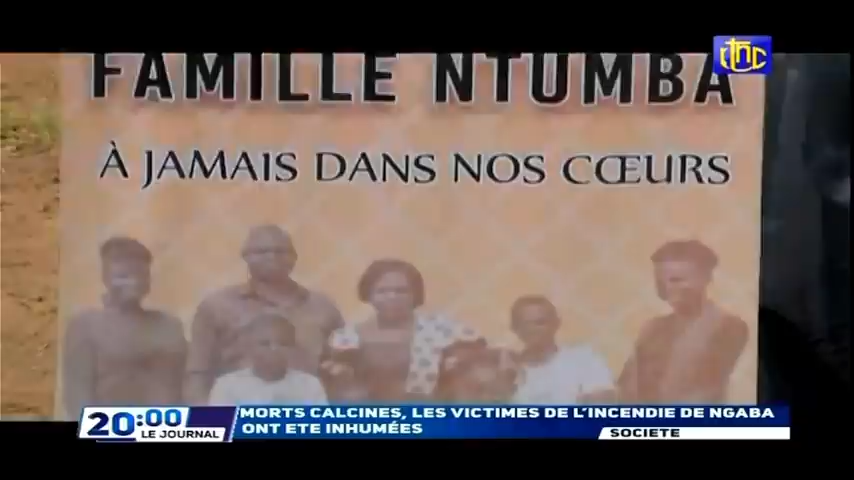 FAMILLE NTUMBA
À JAMAIS DANS NOS CŒURS
20:00
LE JOURNAL
MORTS CALCINES, LES VICTIMES DE L'INCENDIE DE NGABA
ONT ETE INHUMÉES
SOCIETE